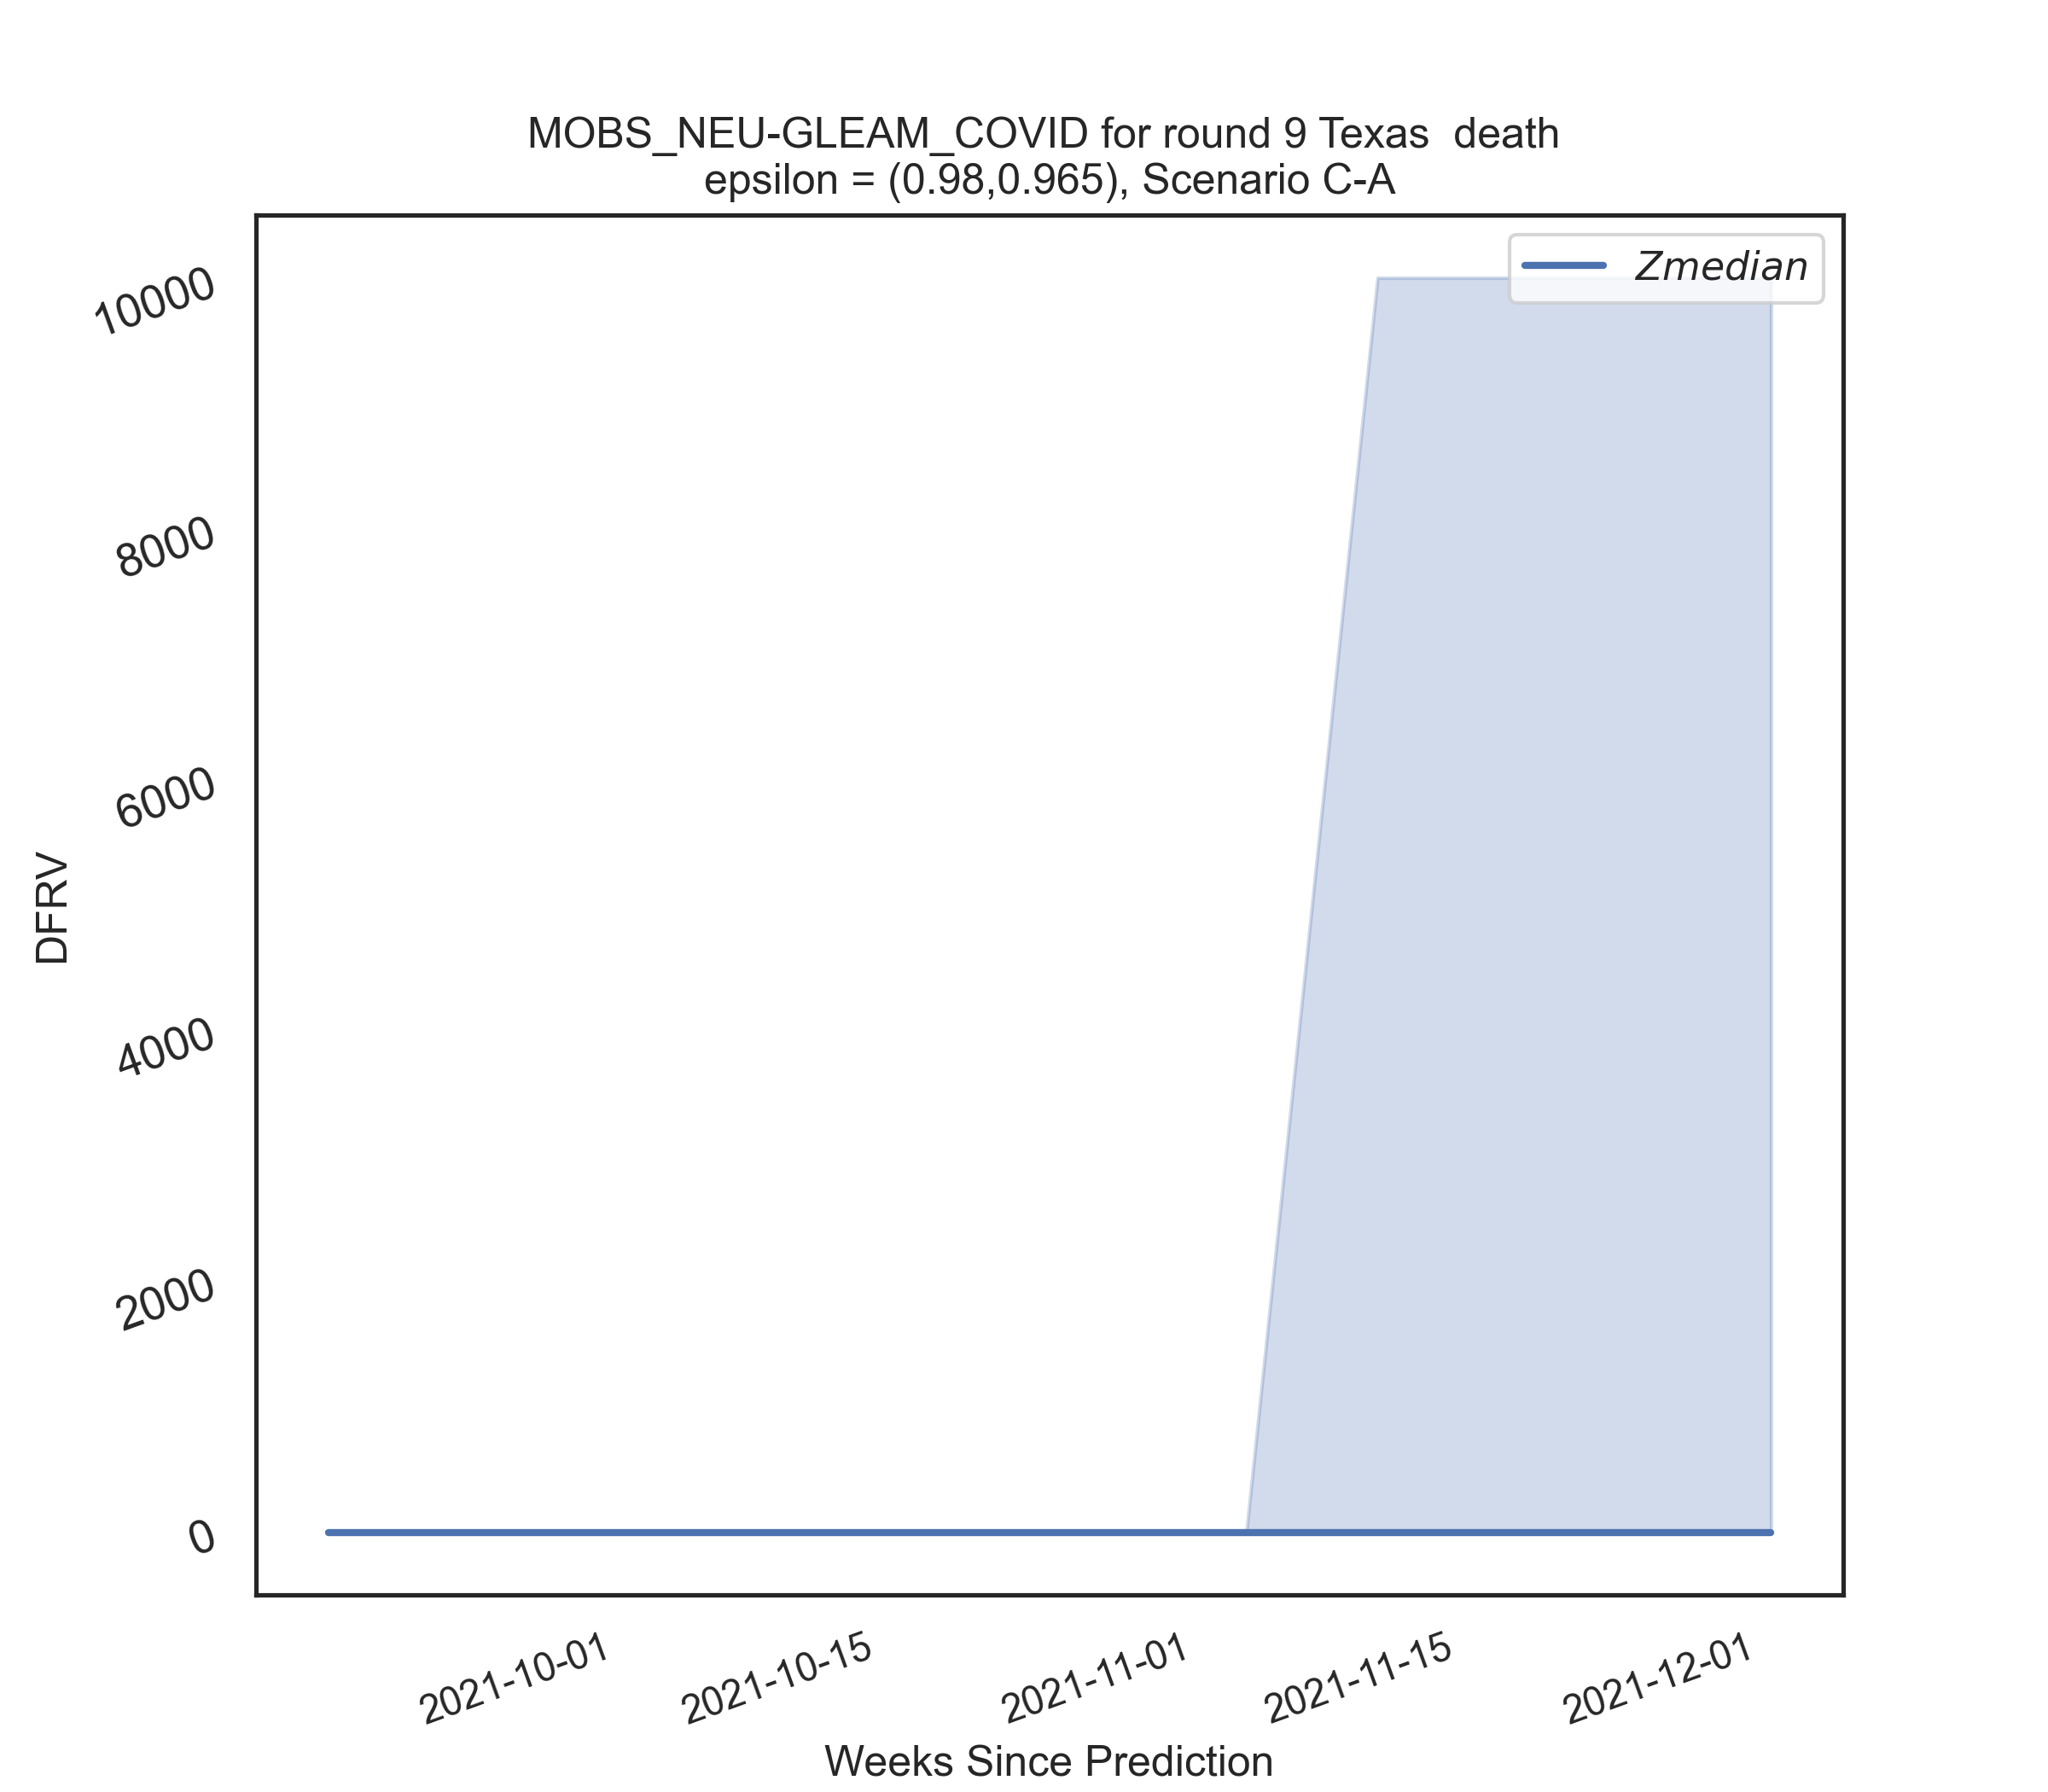 MOBS_NEU-GLEAM_COVID for round 9 Texas  death
epsilon = (0.98,0.965), Scenario C-A
Zmedian
10000
8000
6000
4000
2000
0
DFRV
2021-10-01
2021-10-15
2021-11-01
2021-11-15
2021-12-01
Weeks Since Prediction